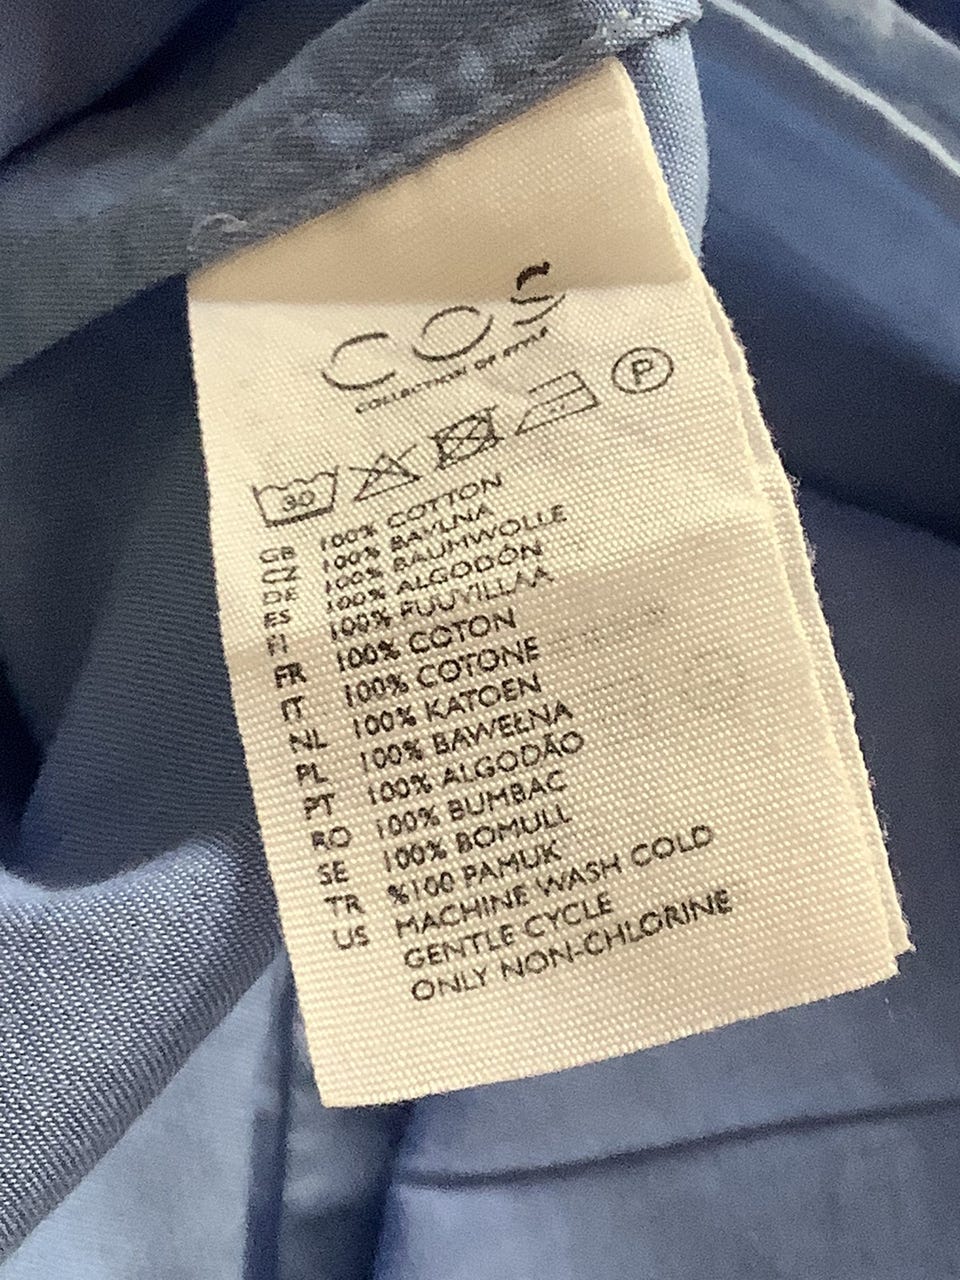 COS
COLLECTION OF STYLE
30 P
GB 100% COTTON
CZ 100% BAVLNA
DE 100% BAUMWOLLE
ES 100% ALGODÓN
FI 100% PUUVILLAA
FR 100% COTON
IT 100% COTONE
NL 100% KATOEN
PL 100% BAWEŁNA
PT 100% ALGODÃO
RO 100% BUMBAC
SE 100% BOMULL
TR %100 PAMUK
US MACHINE WASH COLD
GENTLE CYCLE
ONLY NON-CHLORINE